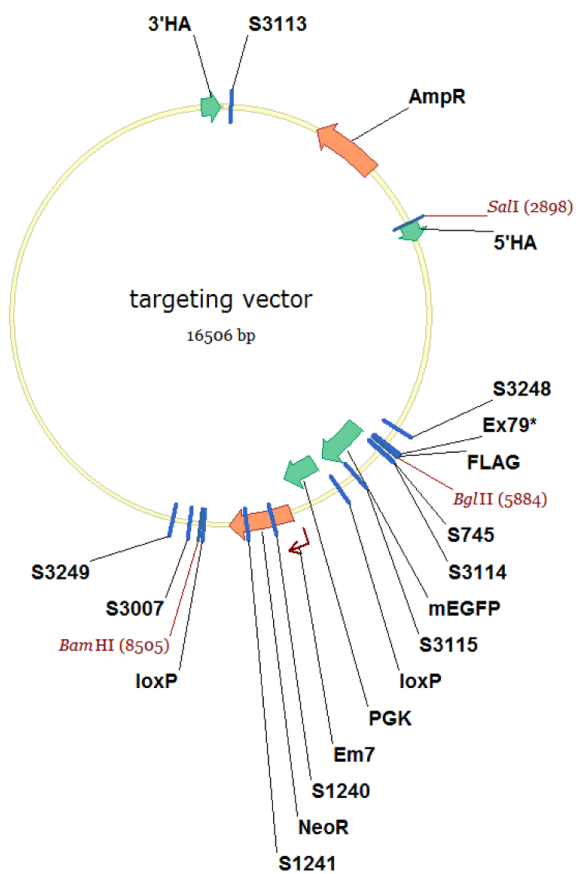 3'HA
S3113
AmpR
SalI (2898)
5'HA
targeting vector
16506 bp
S3248
Ex79*
FLAG
BglII (5884)
S745
S3114
mEGFP
S3115
loxP
PGK
Em7
S1240
NeoR
S1241
S3249
S3007
BamHI (8505)
loxP